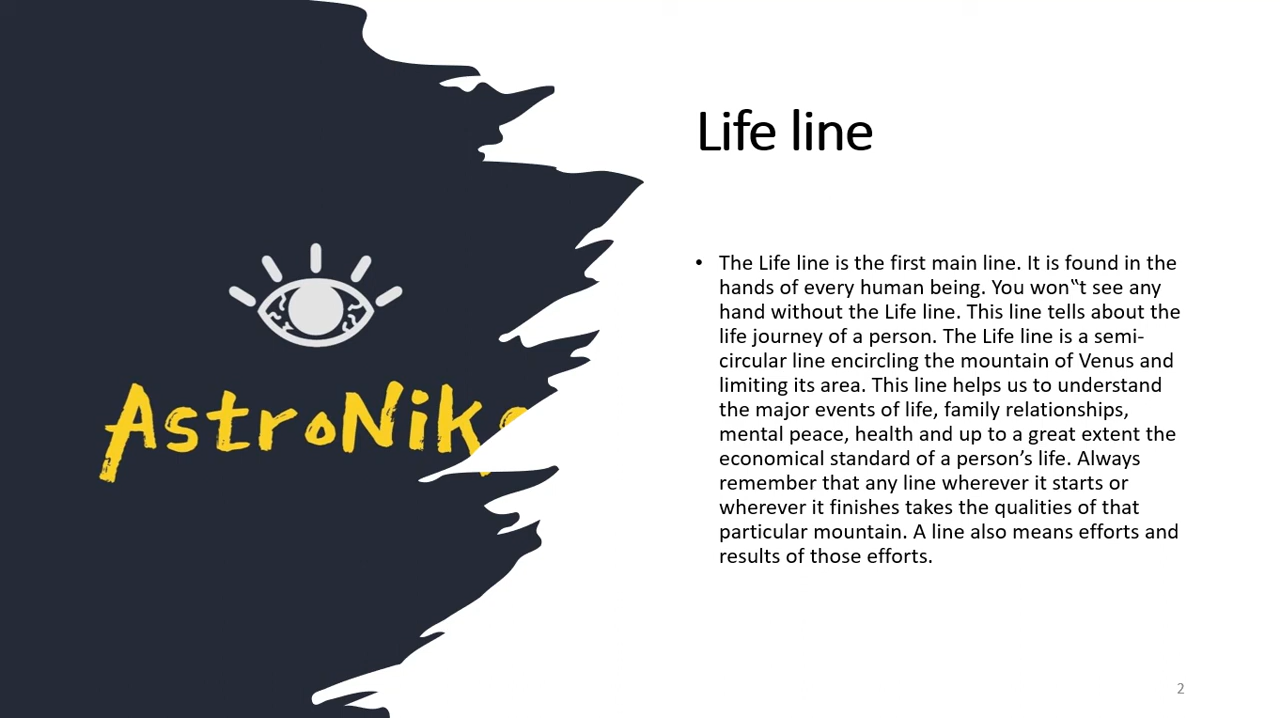 Life line
• The Life line is the first main line. It is found in the
hands of every human being. You won‟t see any
hand without the Life line. This line tells about the
life journey of a person. The Life line is a semi-
circular line encircling the mountain of Venus and
limiting its area. This line helps us to understand
the major events of life, family relationships,
mental peace, health and up to a great extent the
economical standard of a person’s life. Always
remember that any line wherever it starts or
wherever it finishes takes the qualities of that
particular mountain. A line also means efforts and
results of those efforts.
2